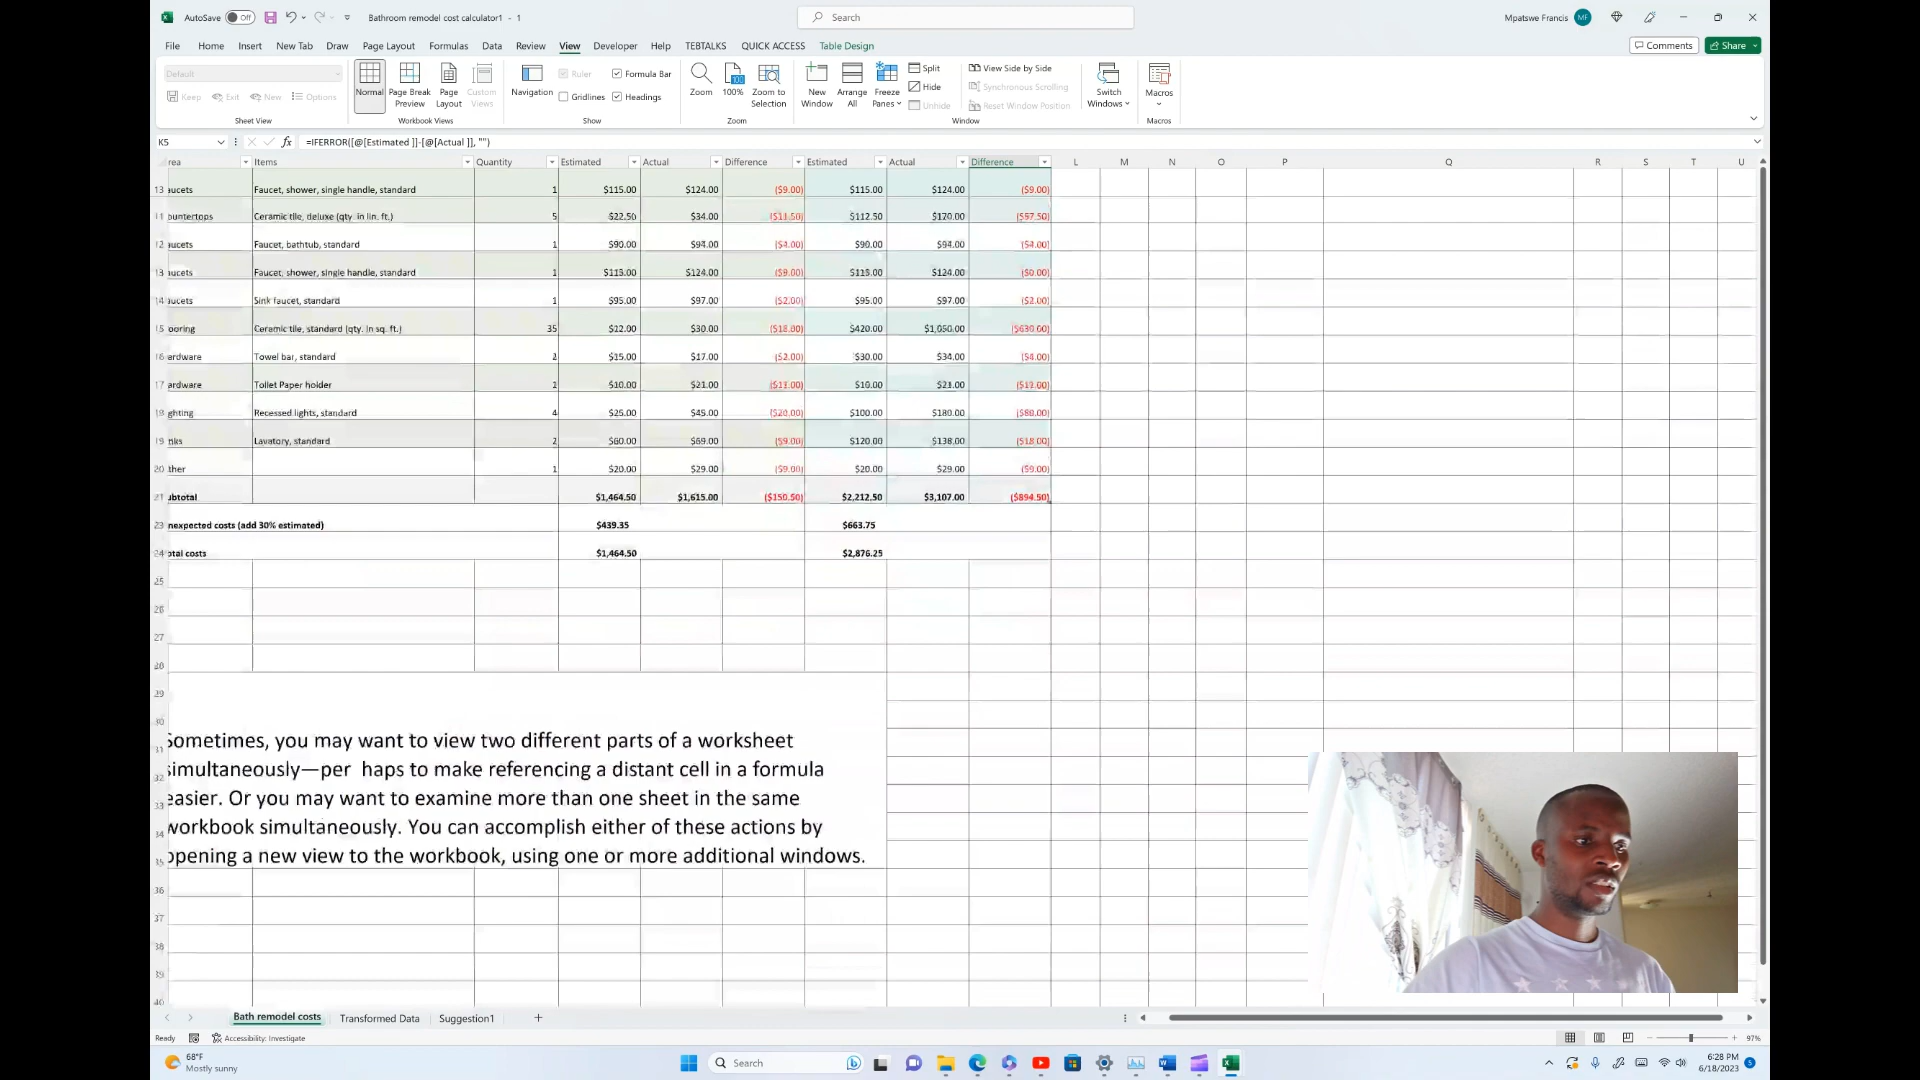 AutoSave Off Bathroom remodel cost calculator1 - 1 Search Mpatswe Francis MF
File Home Insert New Tab Draw Page Layout Formulas Data Review View Developer Help TEBTALKS QUICK ACCESS Table Design Comments Share
Default
Keep Exit New Options
Sheet View
Normal Page Break Preview Page Layout Custom Views
Workbook Views
Navigation Ruler Formula Bar
Gridlines Headings
Show
Zoom 100% Zoom to Selection
Zoom
New Window Arrange All Freeze Panes Split Hide Unhide
View Side by Side
Synchronous Scrolling
Reset Window Position
Window
Switch Windows
Macros
Macros
K5 fx =IFERROR([@[Estimated ]]-[@[Actual ]], "")
rea Items Quantity Estimated Actual Difference Estimated Actual Difference L M N O P Q R S T U
13 aucets Faucet, shower, single handle, standard 1 $115.00 $124.00 ($9.00) $115.00 $124.00 ($9.00)
11 ountertops Ceramic tile, deluxe (qty. in lin. ft.) 5 $22.50 $34.00 ($11.50) $112.50 $170.00 ($57.50)
12 aucets Faucet, bathtub, standard 1 $90.00 $94.00 ($4.00) $90.00 $94.00 ($4.00)
13 aucets Faucet, shower, single handle, standard 1 $115.00 $124.00 ($9.00) $115.00 $124.00
14 aucets Sink faucet, standard 1 $95.00 $97.00 ($2.00) $95.00 $97.00 ($2.00)
15 ooring Ceramic tile, standard (qty. in sq. ft.) 35 $12.00 $30.00 ($18.00) $420.00 $1,050.00 ($630.00)
16 ardware Towel bar, standard 2 $15.00 $17.00 ($2.00) $30.00 $34.00 ($4.00)
17 ardware Toilet Paper holder $10.00 $21.00 ($11.00) $10.00 $21.00 ($11.00)
ghting Recessed lights, standard 4 $25.00 $45.00 ($20.00) $100.00 $180.00 ($80.00)
19 nks Lavatory, standard 2 $60.00 $69.00 ($9.00) $120.00 $138.00 ($18.00)
20 ther 1 $20.00 $29.00 ($9.00) $20.00 $29.00 ($9.00)
21 ubtotal $1,464.50 $1,615.00 ($150.50) $2,212.50 $3,107.00 ($894.50)
23 nexpected costs (add 30% estimated) $439.35 $663.75
24 otal costs $1,464.50 $2,876.25
25
26
27
28
29
30
31 Sometimes, you may want to view two different parts of a worksheet
32 simultaneously—per haps to make referencing a distant cell in a formula
33 easier. Or you may want to examine more than one sheet in the same
34 workbook simultaneously. You can accomplish either of these actions by
35 opening a new view to the workbook, using one or more additional windows.
36
37
38
39
40
Bath remodel costs Transformed Data Suggestion1
Ready Accessibility: Investigate 97%
68°F
Mostly sunny
Search
6:28 PM
6/18/2023